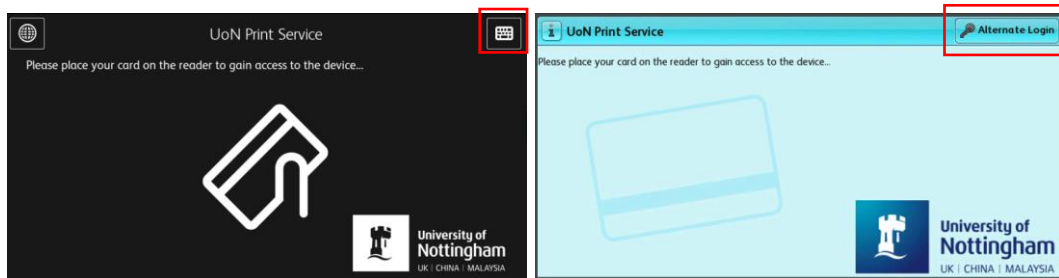 UoN Print Service
Please place your card on the reader to gain access to the device...
University of
Nottingham
UK | CHINA | MALAYSIA
UoN Print Service
Alternate Login
Please place your card on the reader to gain access to the device...
University of
Nottingham
UK | CHINA | MALAYSIA